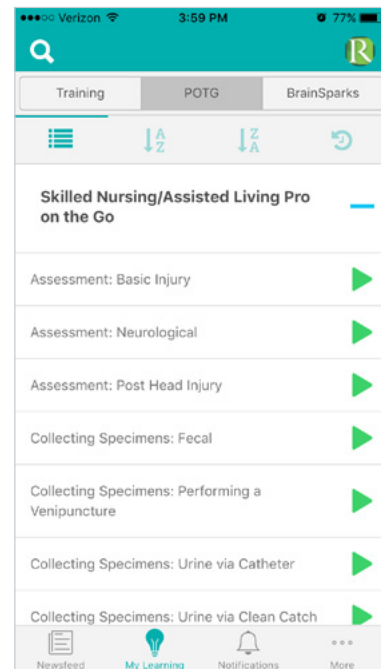 Verizon 3:59 PM 77%
R
Training POTG BrainSparks
A
Z
Z
A
Skilled Nursing/Assisted Living Pro
on the Go
Assessment: Basic Injury
Assessment: Neurological
Assessment: Post Head Injury
Collecting Specimens: Fecal
Collecting Specimens: Performing a
Venipuncture
Collecting Specimens: Urine via Catheter
Collecting Specimens: Urine via Clean Catch
Newsfeed My Learning Notifications More